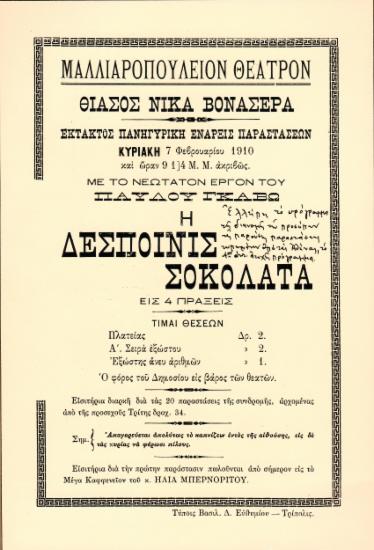 ΜΑΛΛΙΑΡΟΠΟΥΛΕΙΟΝ ΘΕΑΤΡΟΝ
ΘΙΑΣΟΣ ΝΙΚΑ ΒΟΝΑΣΕΡΑ
ΕΚΤΑΚΤΟΣ ΠΑΝΗΓΥΡΙΚΗ ΕΝΑΡΞΙΣ ΠΑΡΑΣΤΑΣΕΩΝ
ΚΥΡΙΑΚΗ 7 Φεβρουαρίου 1910
καὶ ὥραν 9 1)4 Μ. Μ. ἀκριβῶς.
ΜΕ ΤΟ ΝΕΩΤΑΤΟΝ ΕΡΓΟΝ ΤΟΥ
ΠΑΥΛΟΥ ΓΚΑΒΩ
Η
ΔΕΣΠΟΙΝΙΣ
ΣΟΚΟΛΑΤΑ
ΕΙΣ 4 ΠΡΑΞΕΙΣ
ΤΙΜΑΙ ΘΕΣΕΩΝ
Πλατείας Δρ. 2.
Α΄. Σειρὰ ἐξώστου » 2.
Ἐξώστης ἄνευ ἀριθμῶν » 1.
Ὁ φόρος τοῦ Δημοσίου εἰς βάρος τῶν θεατῶν.
Εἰσιτήρια διαρκῆ διὰ τὰς 20 παραστάσεις τῆς συνδρομῆς, ἀρχομένας
ἀπὸ τῆς προσεχοῦς Τρίτης δραχ. 34.
Σημ. { Ἀπαγορεύεται ἀπολύτως τὸ καπνίζειν ἐντὸς τῆς αἰθούσης, εἰς δὲ
τὰς κυρίας νὰ φέρωσι πίλους.
Εἰσιτήρια διὰ τὴν πρώτην παράστασιν πωλοῦνται ἀπὸ σήμερον εἰς τὸ
Μέγα Καφφενεῖον τοῦ κ. ΗΛΙΑ ΜΠΕΡΝΟΡΙΤΟΥ.
Τύποις Βασιλ. Δ. Εὐθυμίου — Τρίπολις.